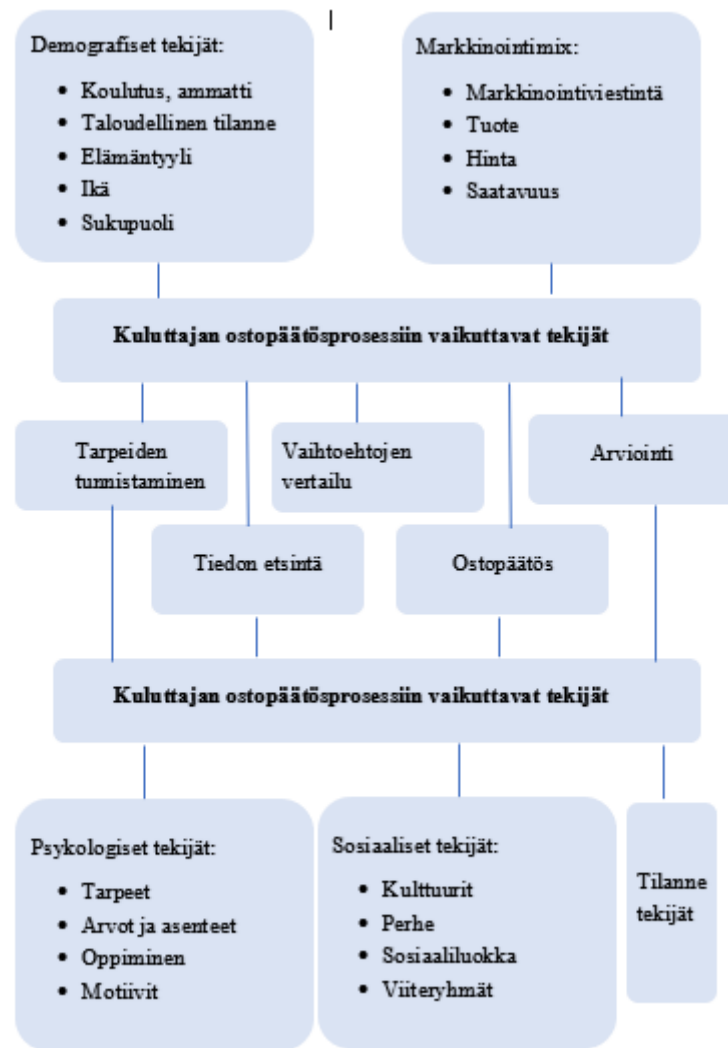 Demografiset tekijät:
• Koulutus, ammatti
• Taloudellinen tilanne
• Elämäntyyli
• Ikä
• Sukupuoli
Markkinointimix:
• Markkinointiviestintä
• Tuote
• Hinta
• Saatavuus
Kuluttajan ostopäätösprosessiin vaikuttavat tekijät
Tarpeiden
tunnistaminen
Vaihtoehtojen
vertailu
Arviointi
Tiedon etsintä
Ostopäätös
Kuluttajan ostopäätösprosessiin vaikuttavat tekijät
Psykologiset tekijät:
• Tarpeet
• Arvot ja asenteet
• Oppiminen
• Motiivit
Sosiaaliset tekijät:
• Kulttuurit
• Perhe
• Sosiaaliluokka
• Viiteryhmät
Tilanne
tekijät